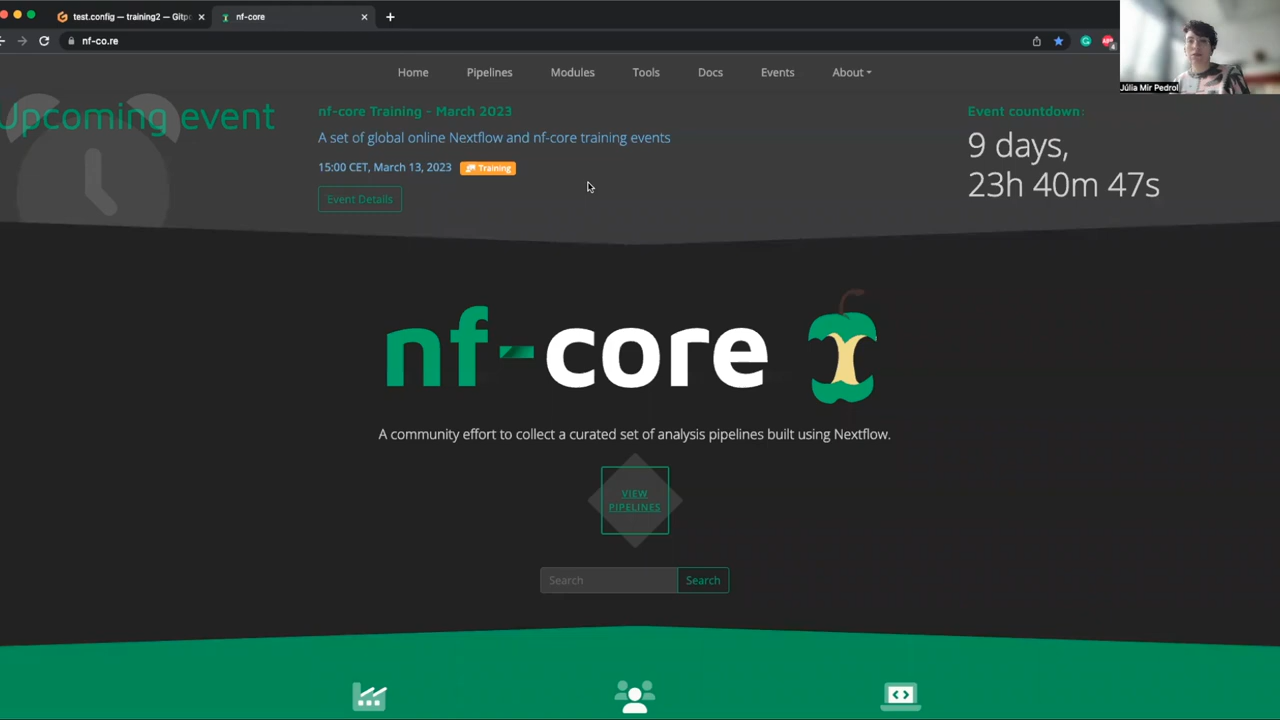 test.config — training2 — Gitp
nf-core
nf-co.re
Júlia Mir Pedrol
Home
Pipelines
Modules
Tools
Docs
Events
About
Upcoming event
nf-core Training - March 2023
A set of global online Nextflow and nf-core training events
15:00 CET, March 13, 2023
Training
Event Details
Event countdown:
9 days,
23h 40m 47s
nf-core
A community effort to collect a curated set of analysis pipelines built using Nextflow.
VIEW
PIPELINES
Search
Search